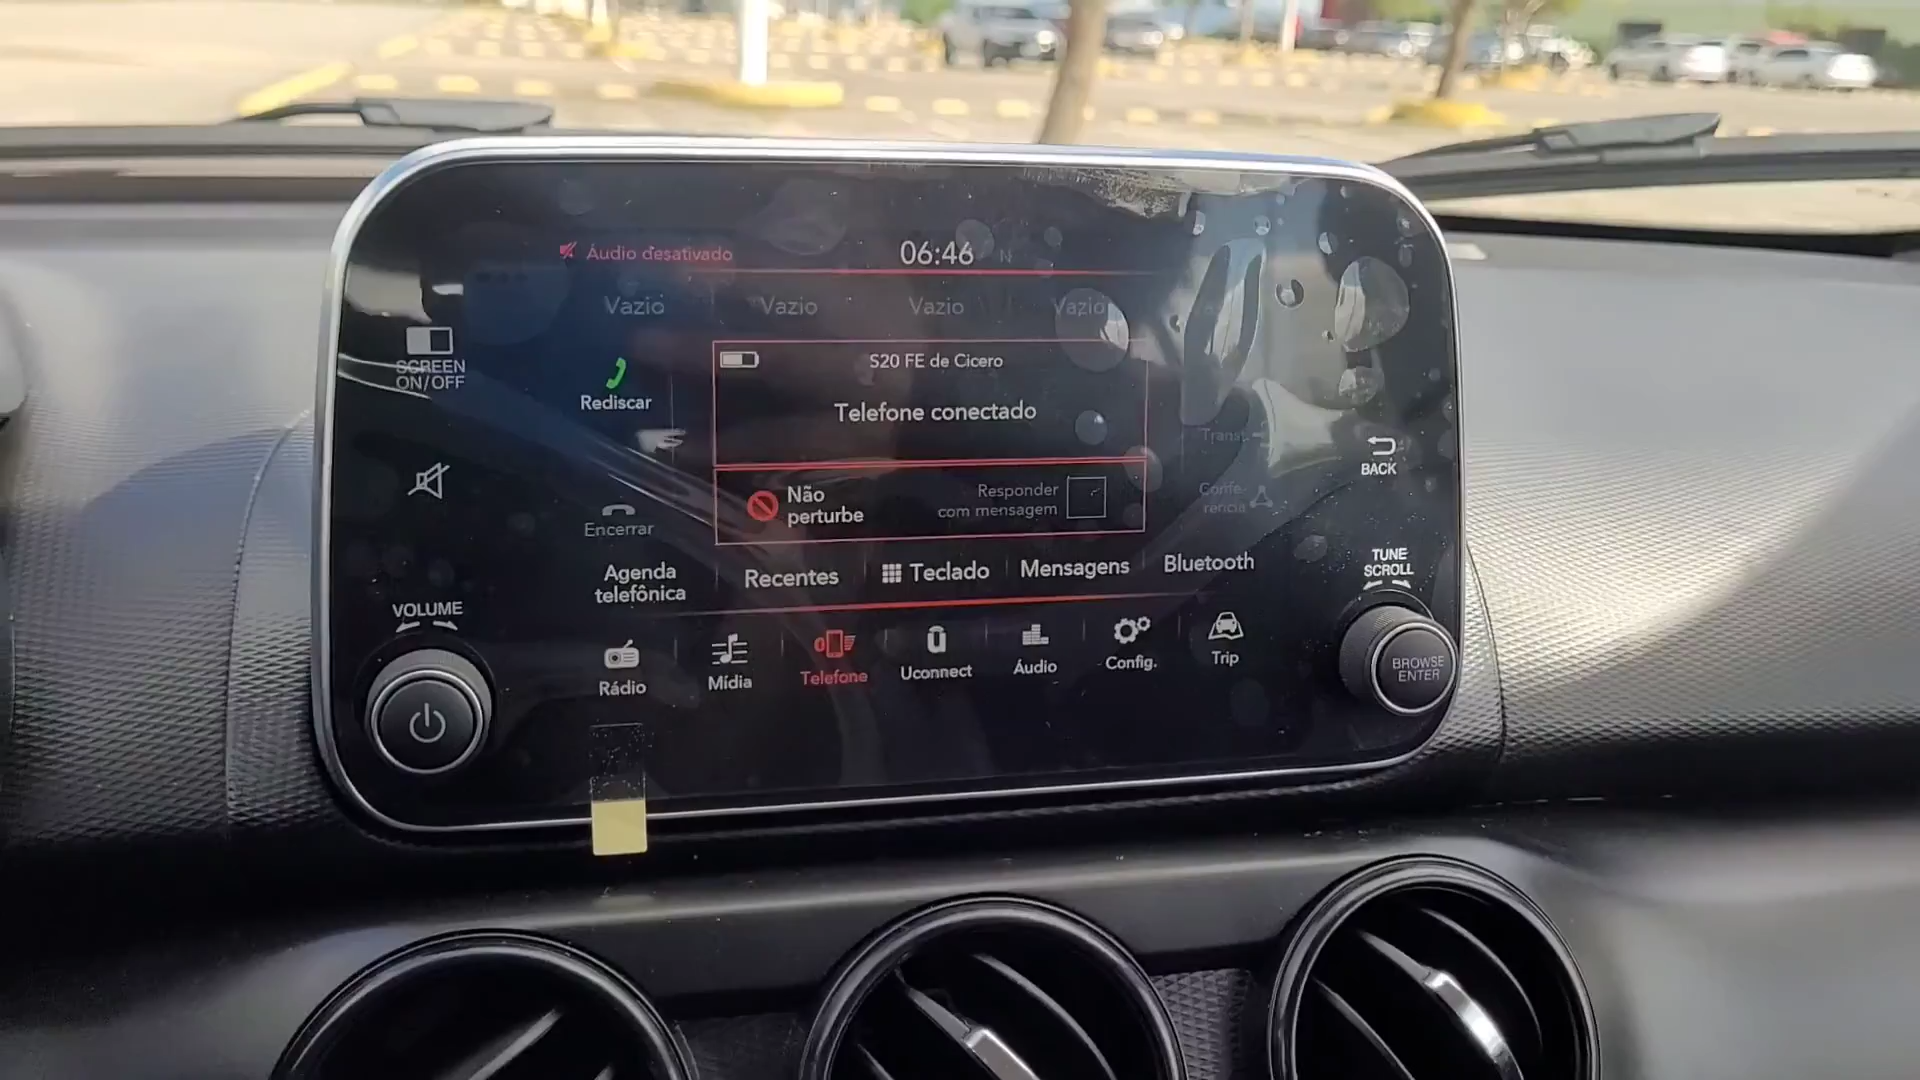 Áudio desativado
06:46
N
Vazio Vazio Vazio Vazio
SCREEN
ON/OFF
S20 FE de Cicero
Rediscar
Telefone conectado
Transf.
BACK
Não
perturbe
Responder
com mensagem
Confe-
rência
Encerrar
Agenda
telefônica
Recentes
Teclado
Mensagens
Bluetooth
TUNE
SCROLL
VOLUME
Rádio
Mídia
Telefone
Uconnect
Áudio
Config.
Trip
BROWSE
ENTER